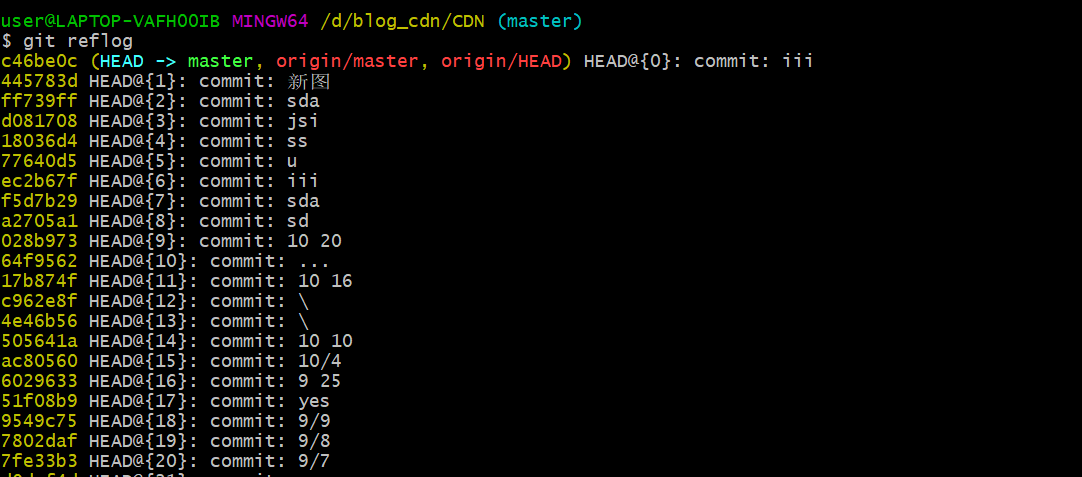 user@LAPTOP-VAFH00IB MINGW64 /d/blog_cdn/CDN (master)
$ git reflog
c46be0c (HEAD -> master, origin/master, origin/HEAD) HEAD@{0}: commit: iii
445783d HEAD@{1}: commit: 新图
ff739ff HEAD@{2}: commit: sda
d081708 HEAD@{3}: commit: jsi
18036d4 HEAD@{4}: commit: ss
77640d5 HEAD@{5}: commit: u
ec2b67f HEAD@{6}: commit: iii
f5d7b29 HEAD@{7}: commit: sda
a2705a1 HEAD@{8}: commit: sd
028b973 HEAD@{9}: commit: 10 20
64f9562 HEAD@{10}: commit: ...
17b874f HEAD@{11}: commit: 10 16
c962e8f HEAD@{12}: commit: \
4e46b56 HEAD@{13}: commit: \
505641a HEAD@{14}: commit: 10 10
ac80560 HEAD@{15}: commit: 10/4
6029633 HEAD@{16}: commit: 9 25
51f08b9 HEAD@{17}: commit: yes
9549c75 HEAD@{18}: commit: 9/9
7802daf HEAD@{19}: commit: 9/8
7fe33b3 HEAD@{20}: commit: 9/7